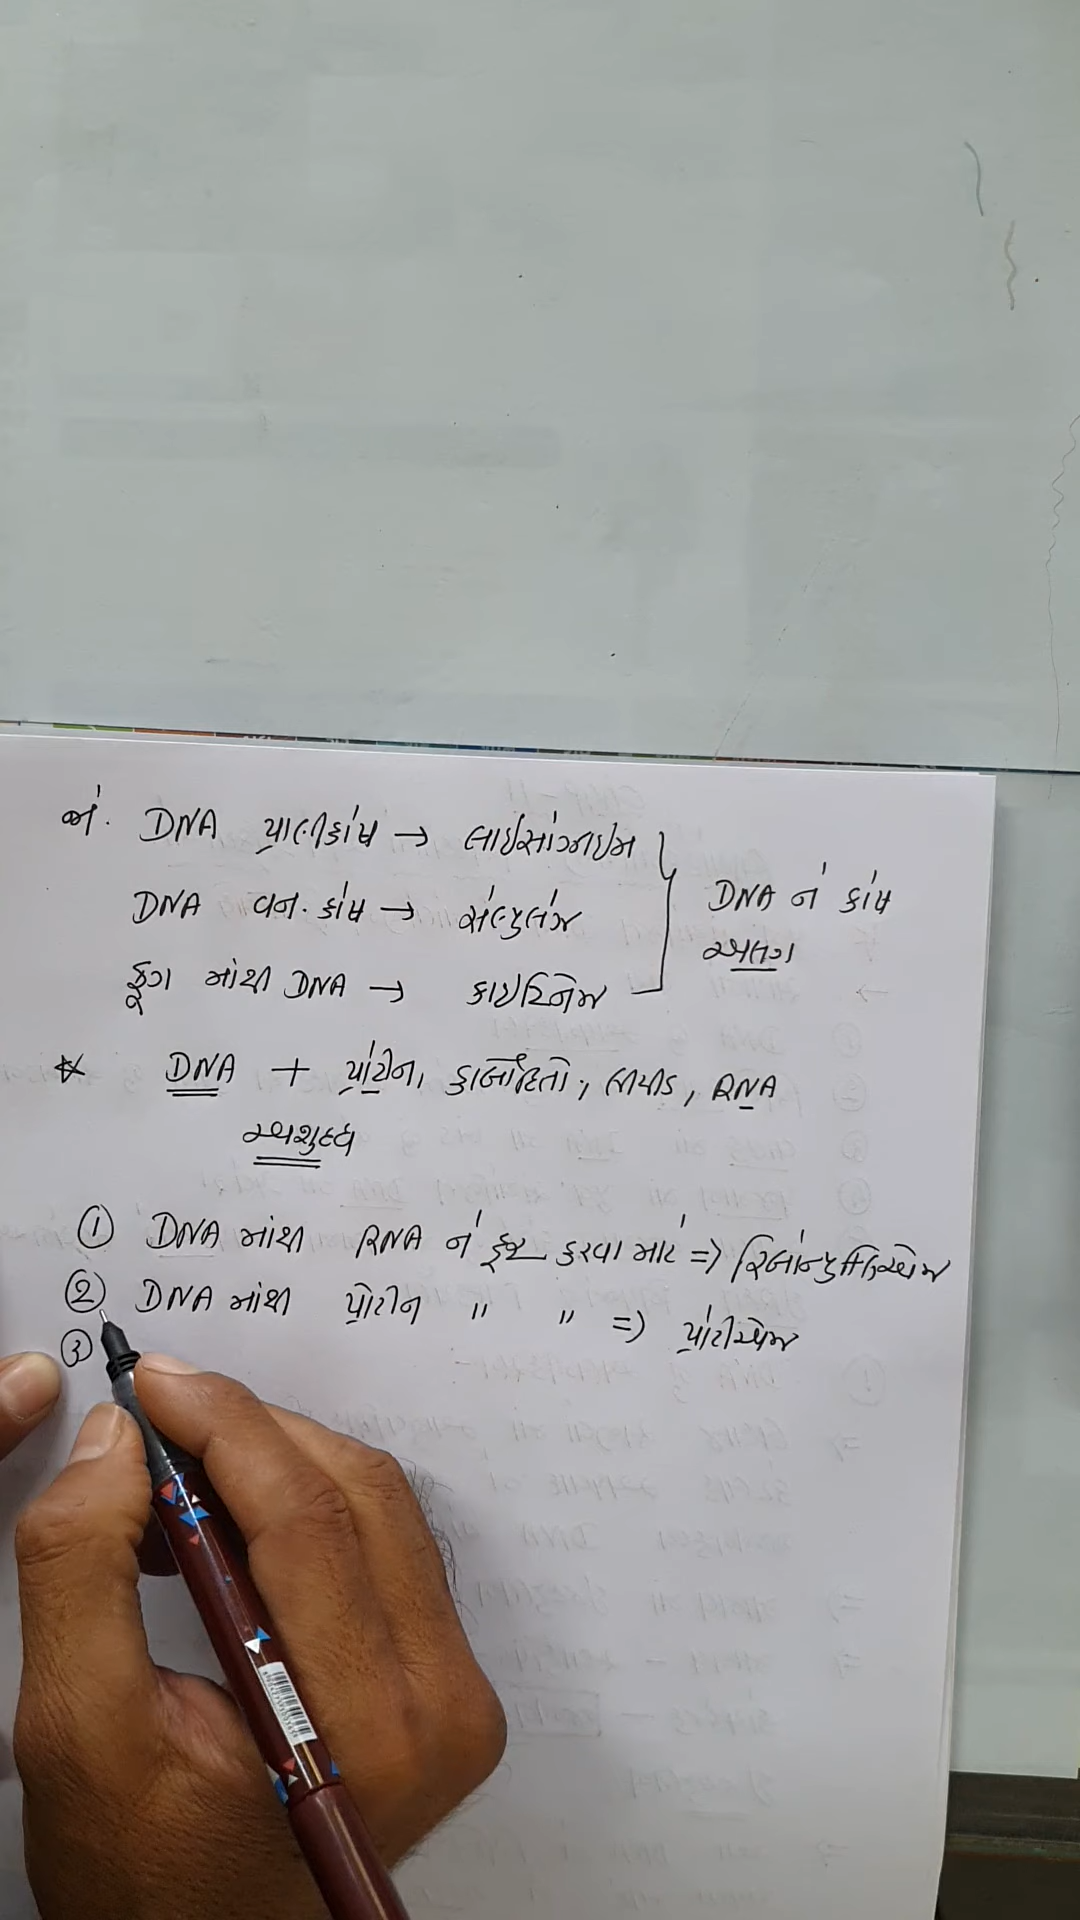 જો. DNA પ્રાણીકોષ → લાઇસોઝાઇમ
DNA વન. કોષ → સેલ્યુલેઝ
ફૂગ માંથી DNA → કાઇટિનેઝ
DNA ને કોષ
અલગ
* DNA + પ્રોટીન, કાર્બોદિતો, લીપીડ, RNA
અશુદ્ધ
① DNA માંથી RNA ને દૂર કરવા માટે ⇒ રિબોન્યુક્લિએઝ
② DNA માંથી પ્રોટીન " " ⇒ પ્રોટીએઝ
③